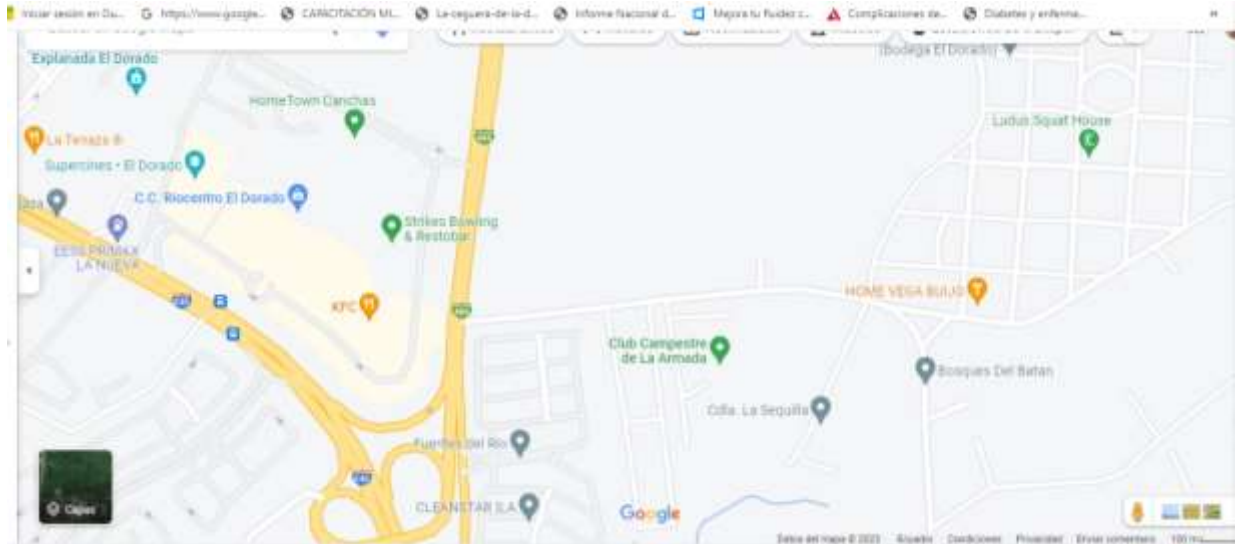 Iniciar sesión en Du...
https://www.google...
CAPACITACIÓN MI...
La-ceguera-de-la-d...
Informe Nacional d...
Mejora tu fluidez c...
Complicaciones de...
Diabetes y enferme...
(Bodega El Dorado)
Explanada El Dorado
HomeTown Canchas
Ludus Squat House
La Terraza ®
Supercines • El Dorado
C.C. Riocentro El Dorado
Strikes Bowling
& Restobar
EESS PRIMAX
LA NUEVA
HOME VEGA BUIJO
KFC
Club Campestre
de La Armada
Bosques Del Batan
Cdla. La Sequilla
Fuentes del Rio
CLEANSTAR S.A.
Capas
Google
Datos del mapa © 2023
Ecuador
Condiciones
Privacidad
Enviar comentarios
100 m